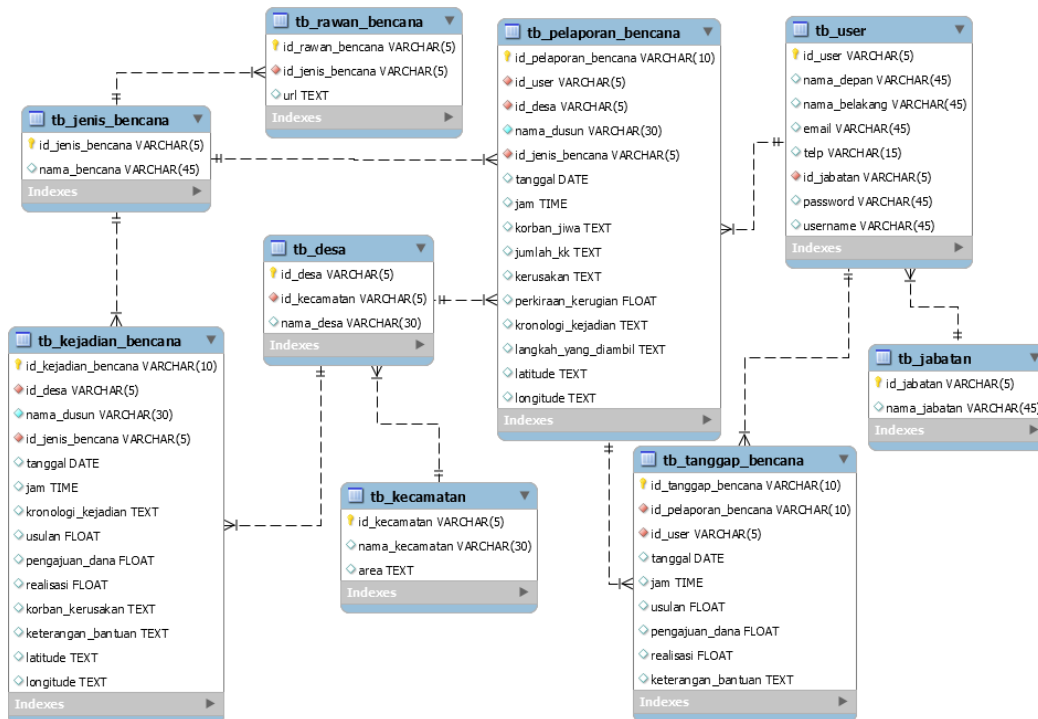 tb_rawan_bencana
id_rawan_bencana VARCHAR(5)
id_jenis_bencana VARCHAR(5)
url TEXT
Indexes
tb_jenis_bencana
id_jenis_bencana VARCHAR(5)
nama_bencana VARCHAR(45)
Indexes
tb_pelaporan_bencana
id_pelaporan_bencana VARCHAR(10)
id_user VARCHAR(5)
id_desa VARCHAR(5)
nama_dusun VARCHAR(30)
id_jenis_bencana VARCHAR(5)
tanggal DATE
jam TIME
korban_jiwa TEXT
jumlah_kk TEXT
kerusakan TEXT
perkiraan_kerugian FLOAT
kronologi_kejadian TEXT
langkah_yang_diambil TEXT
latitude TEXT
longitude TEXT
Indexes
tb_user
id_user VARCHAR(5)
nama_depan VARCHAR(45)
nama_belakang VARCHAR(45)
email VARCHAR(45)
telp VARCHAR(15)
id_jabatan VARCHAR(5)
password VARCHAR(45)
username VARCHAR(45)
Indexes
tb_desa
id_desa VARCHAR(5)
id_kecamatan VARCHAR(5)
nama_desa VARCHAR(30)
Indexes
tb_kejadian_bencana
id_kejadian_bencana VARCHAR(10)
id_desa VARCHAR(5)
nama_dusun VARCHAR(30)
id_jenis_bencana VARCHAR(5)
tanggal DATE
jam TIME
kronologi_kejadian TEXT
usulan FLOAT
pengajuan_dana FLOAT
realisasi FLOAT
korban_kerusakan TEXT
keterangan_bantuan TEXT
latitude TEXT
longitude TEXT
Indexes
tb_jabatan
id_jabatan VARCHAR(5)
nama_jabatan VARCHAR(45)
Indexes
tb_kecamatan
id_kecamatan VARCHAR(5)
nama_kecamatan VARCHAR(30)
area TEXT
Indexes
tb_tanggap_bencana
id_tanggap_bencana VARCHAR(10)
id_pelaporan_bencana VARCHAR(10)
id_user VARCHAR(5)
tanggal DATE
jam TIME
usulan FLOAT
pengajuan_dana FLOAT
realisasi FLOAT
keterangan_bantuan TEXT
Indexes